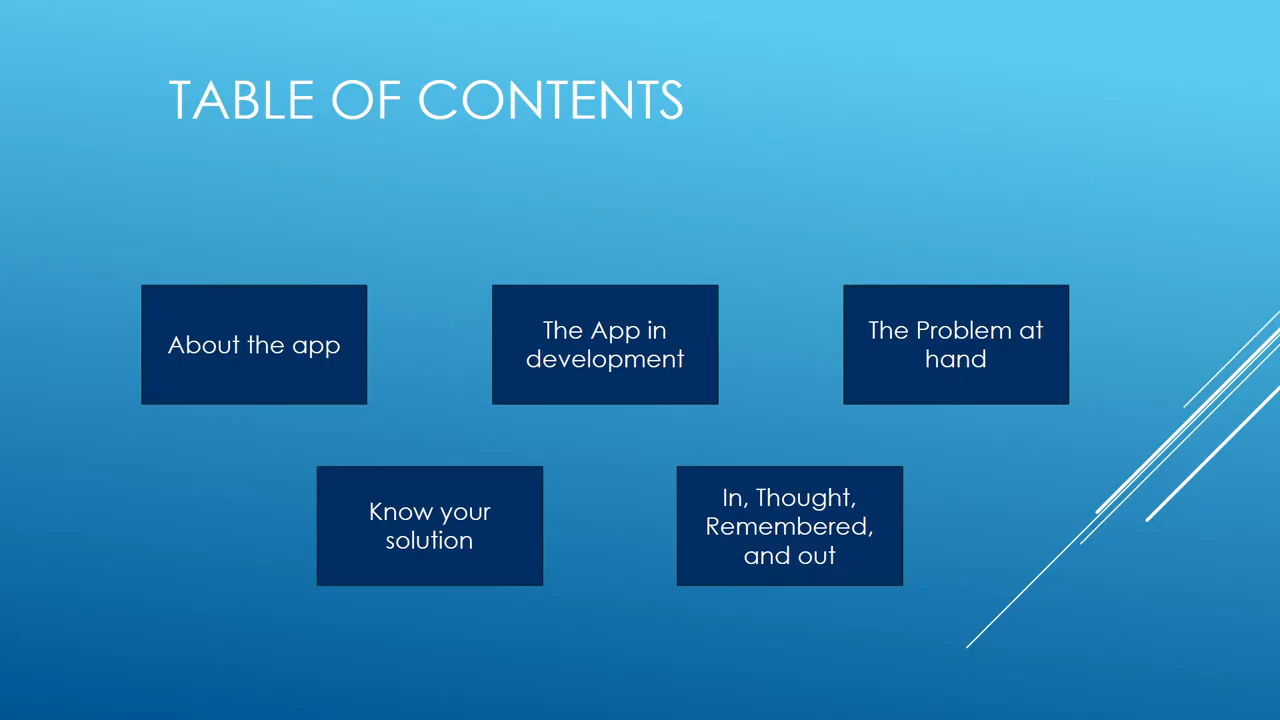 TABLE OF CONTENTS
About the app
The App in
development
The Problem at
hand
Know your
solution
In, Thought,
Remembered,
and out